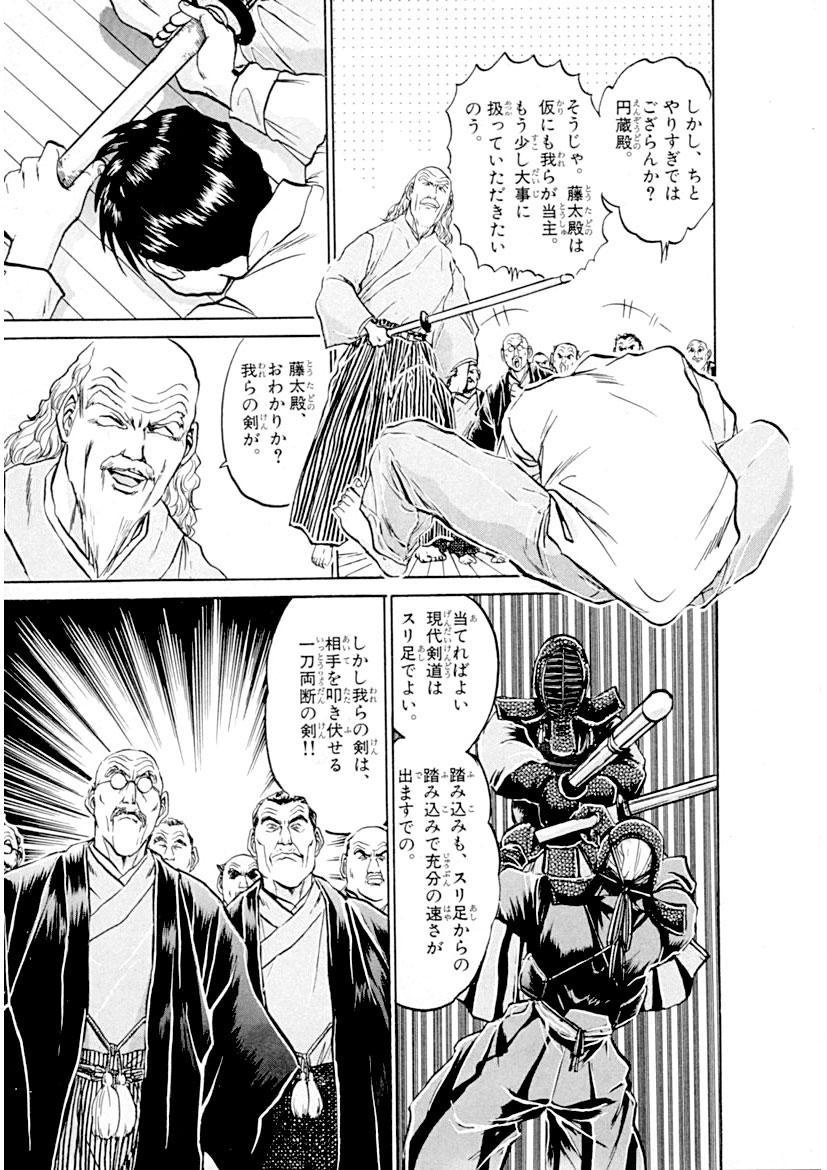 しかし、ちと
やりすぎでは
ござらんか?
円蔵殿。
そうじゃ。藤太殿は
仮にも我らが当主。
もう少し大事に
扱っていただきたい
のう。
藤太殿、
おわかりか?
我らの剣が。
当てればよい
現代剣道は
スリ足でよい。
踏み込みも、スリ足からの
踏み込みで充分の速さが
出ますでの。
しかし我らの剣は、
相手を叩き伏せる
一刀両断の剣!!